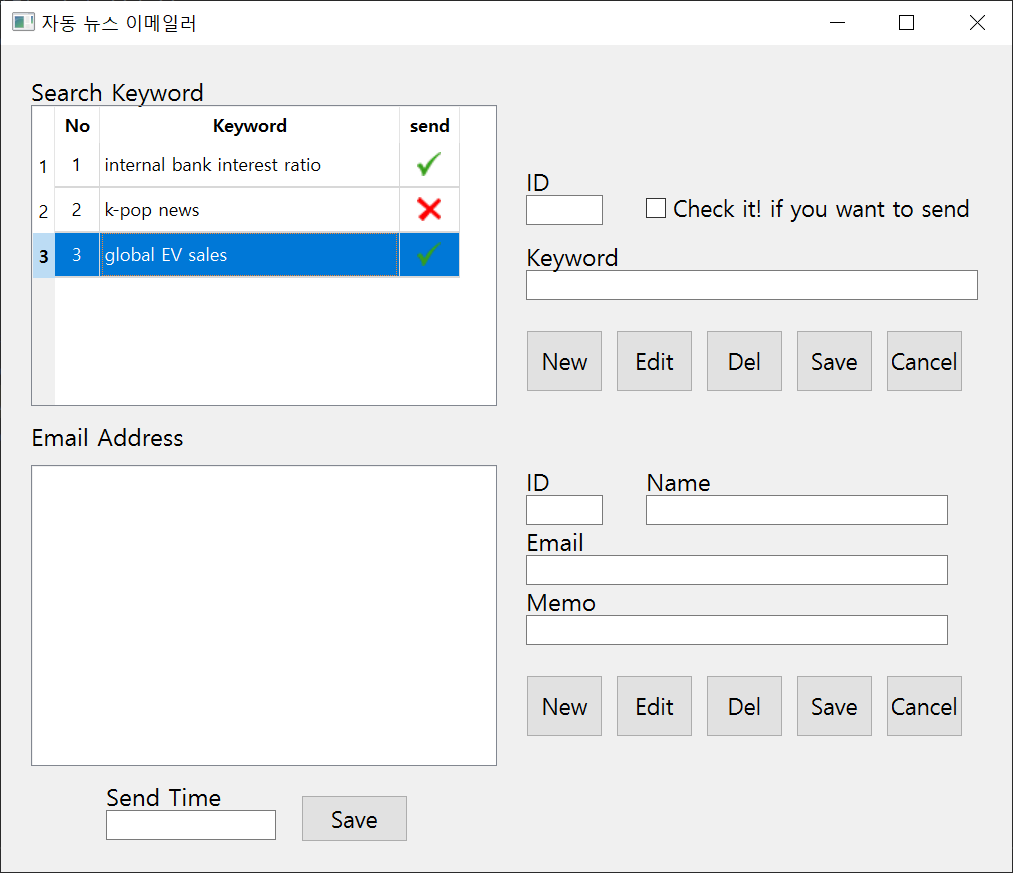 자동 뉴스 이메일러
Search Keyword
No Keyword send
1 1 internal bank interest ratio
2 2 k-pop news
3 3 global EV sales
ID
Check it! if you want to send
Keyword
New Edit Del Save Cancel
Email Address
ID Name
Email
Memo
New Edit Del Save Cancel
Send Time
Save